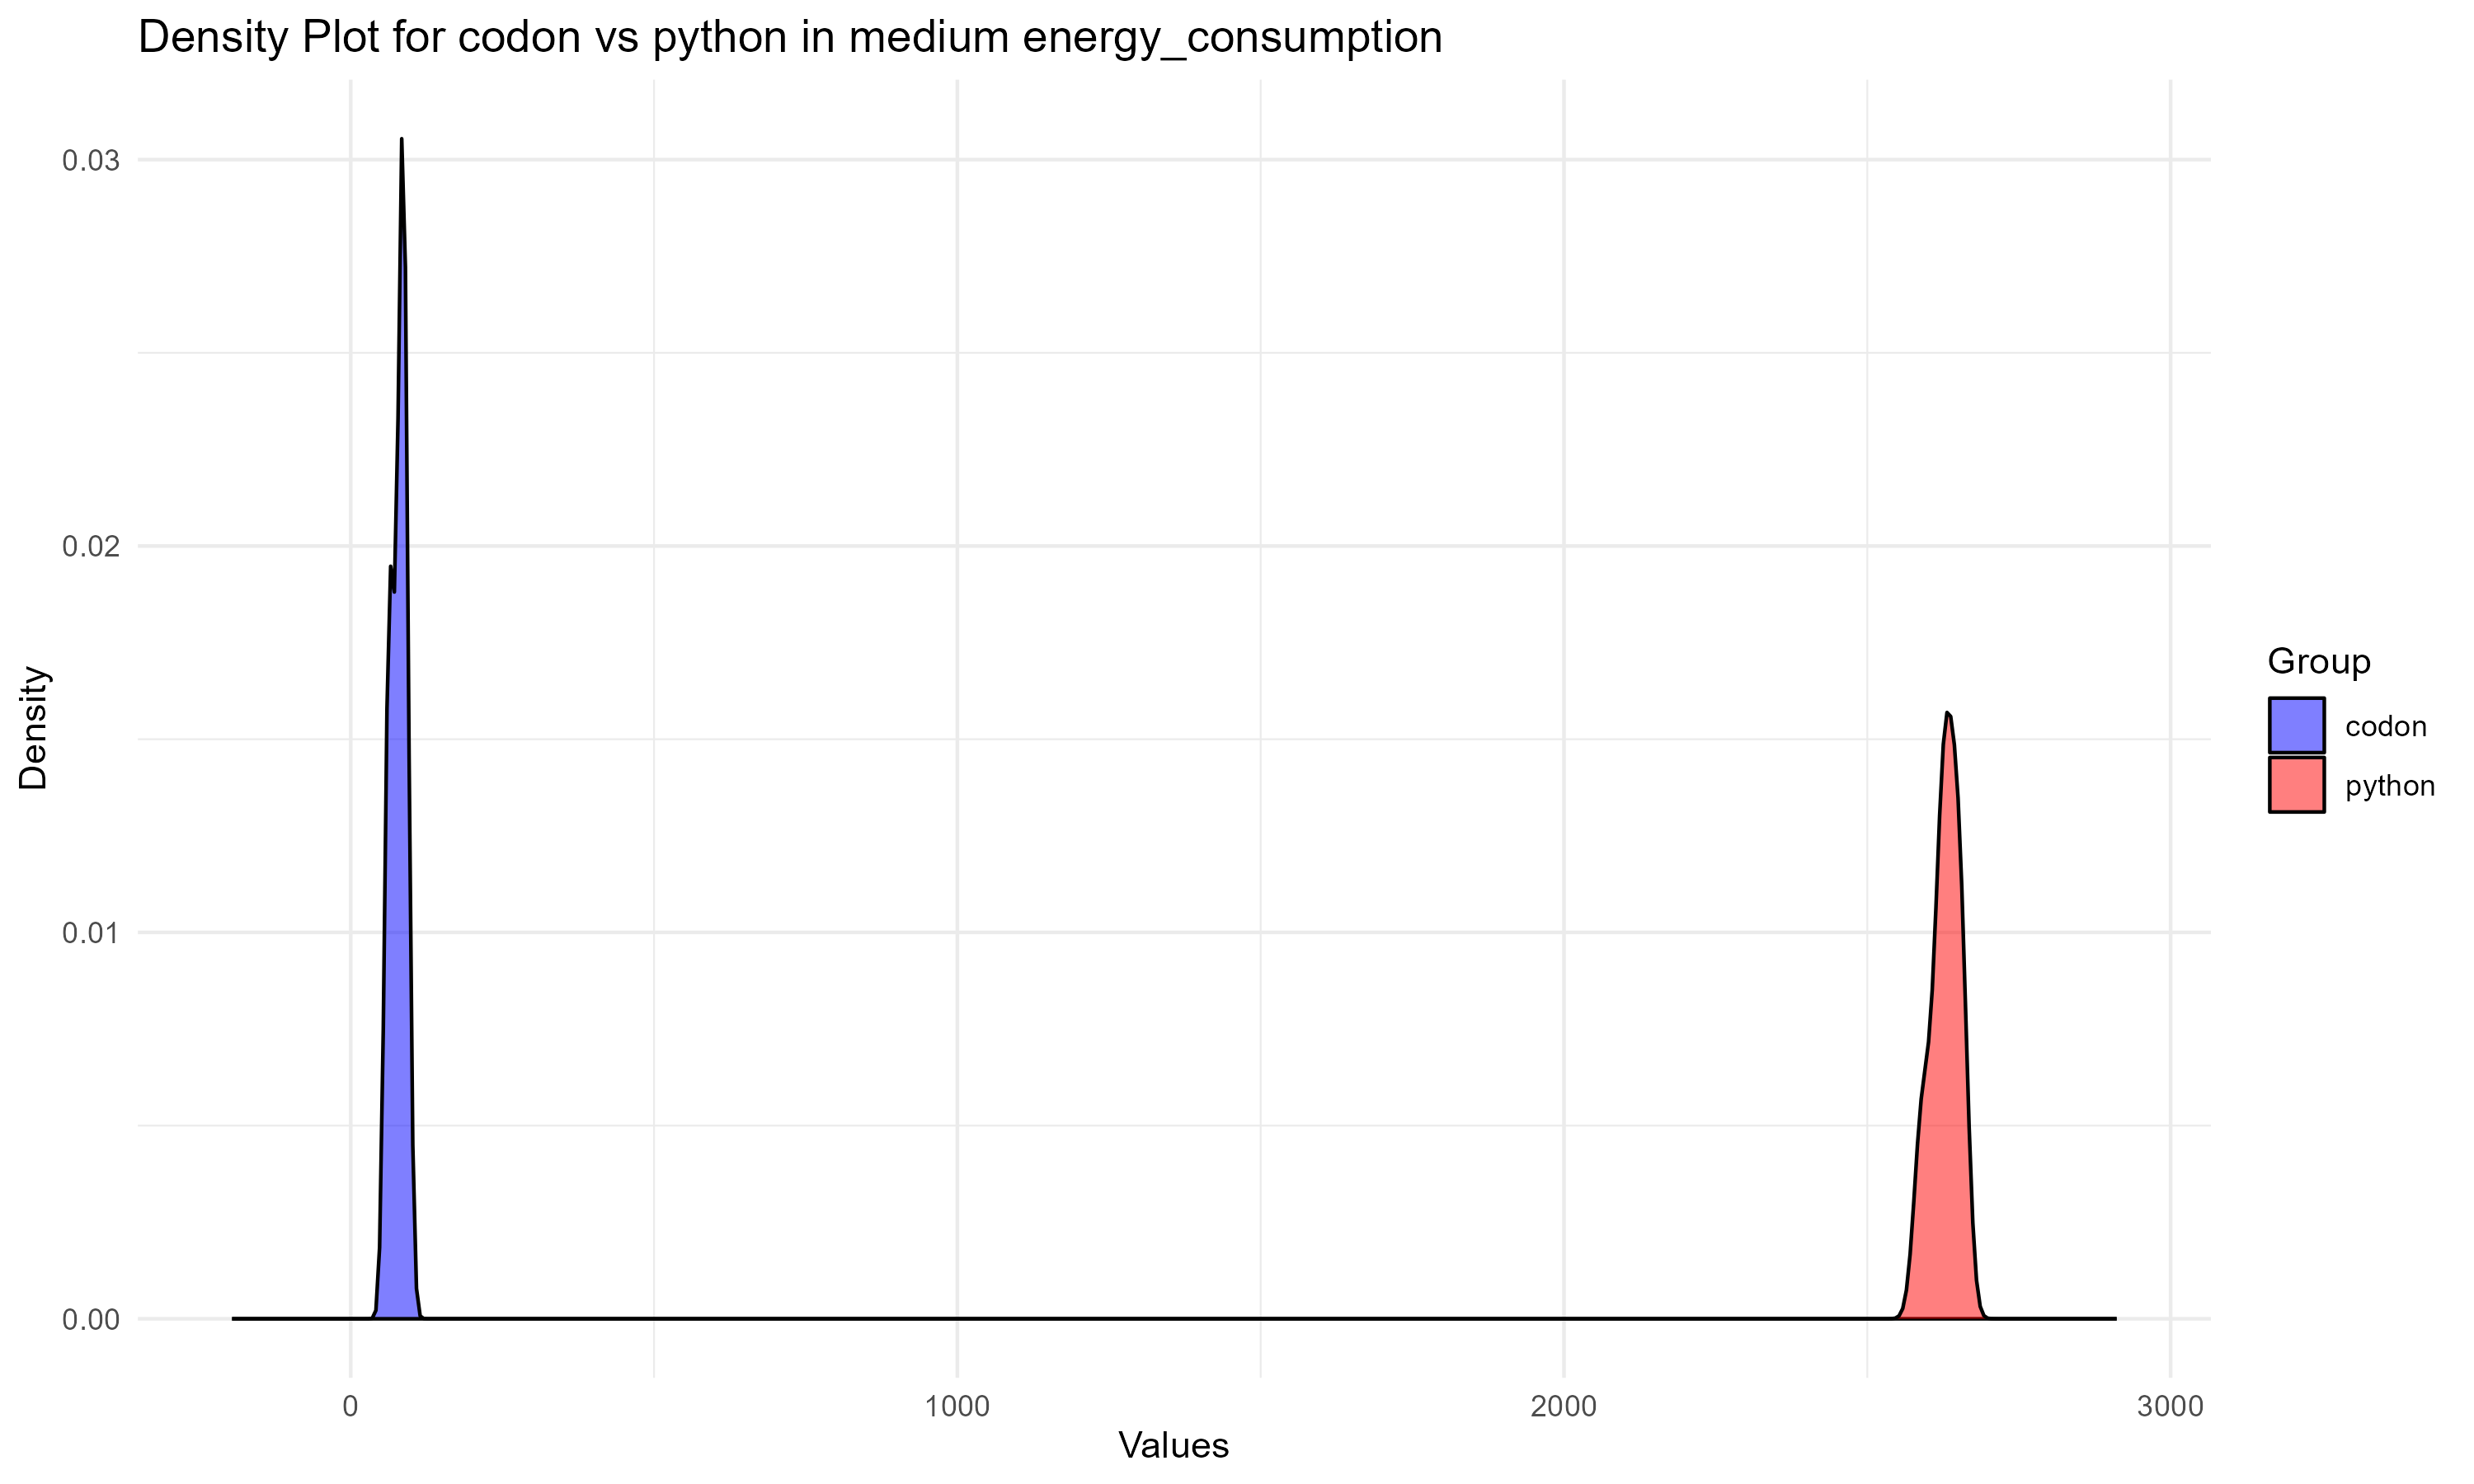 Density Plot for codon vs python in medium energy_consumption
0.03
0.02
0.01
0.00
Density
0
1000
2000
3000
Values
Group
codon
python